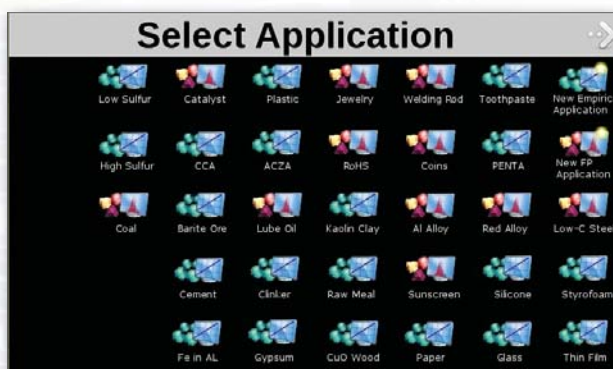 Select Application
Low Sulfur Catalyst Plastic Jewelry Welding Rod Toothpaste New Empiric
Application
High Sulfur CCA ACZA RoHS Coins PENTA New FP
Application
Coal Barite Ore Lube Oil Kaolin Clay Al Alloy Red Alloy Low-C Stee
Cement Clinker Raw Meal Sunscreen Silicone Styrofoam
Fe in AL Gypsum CuO Wood Paper Glass Thin Film